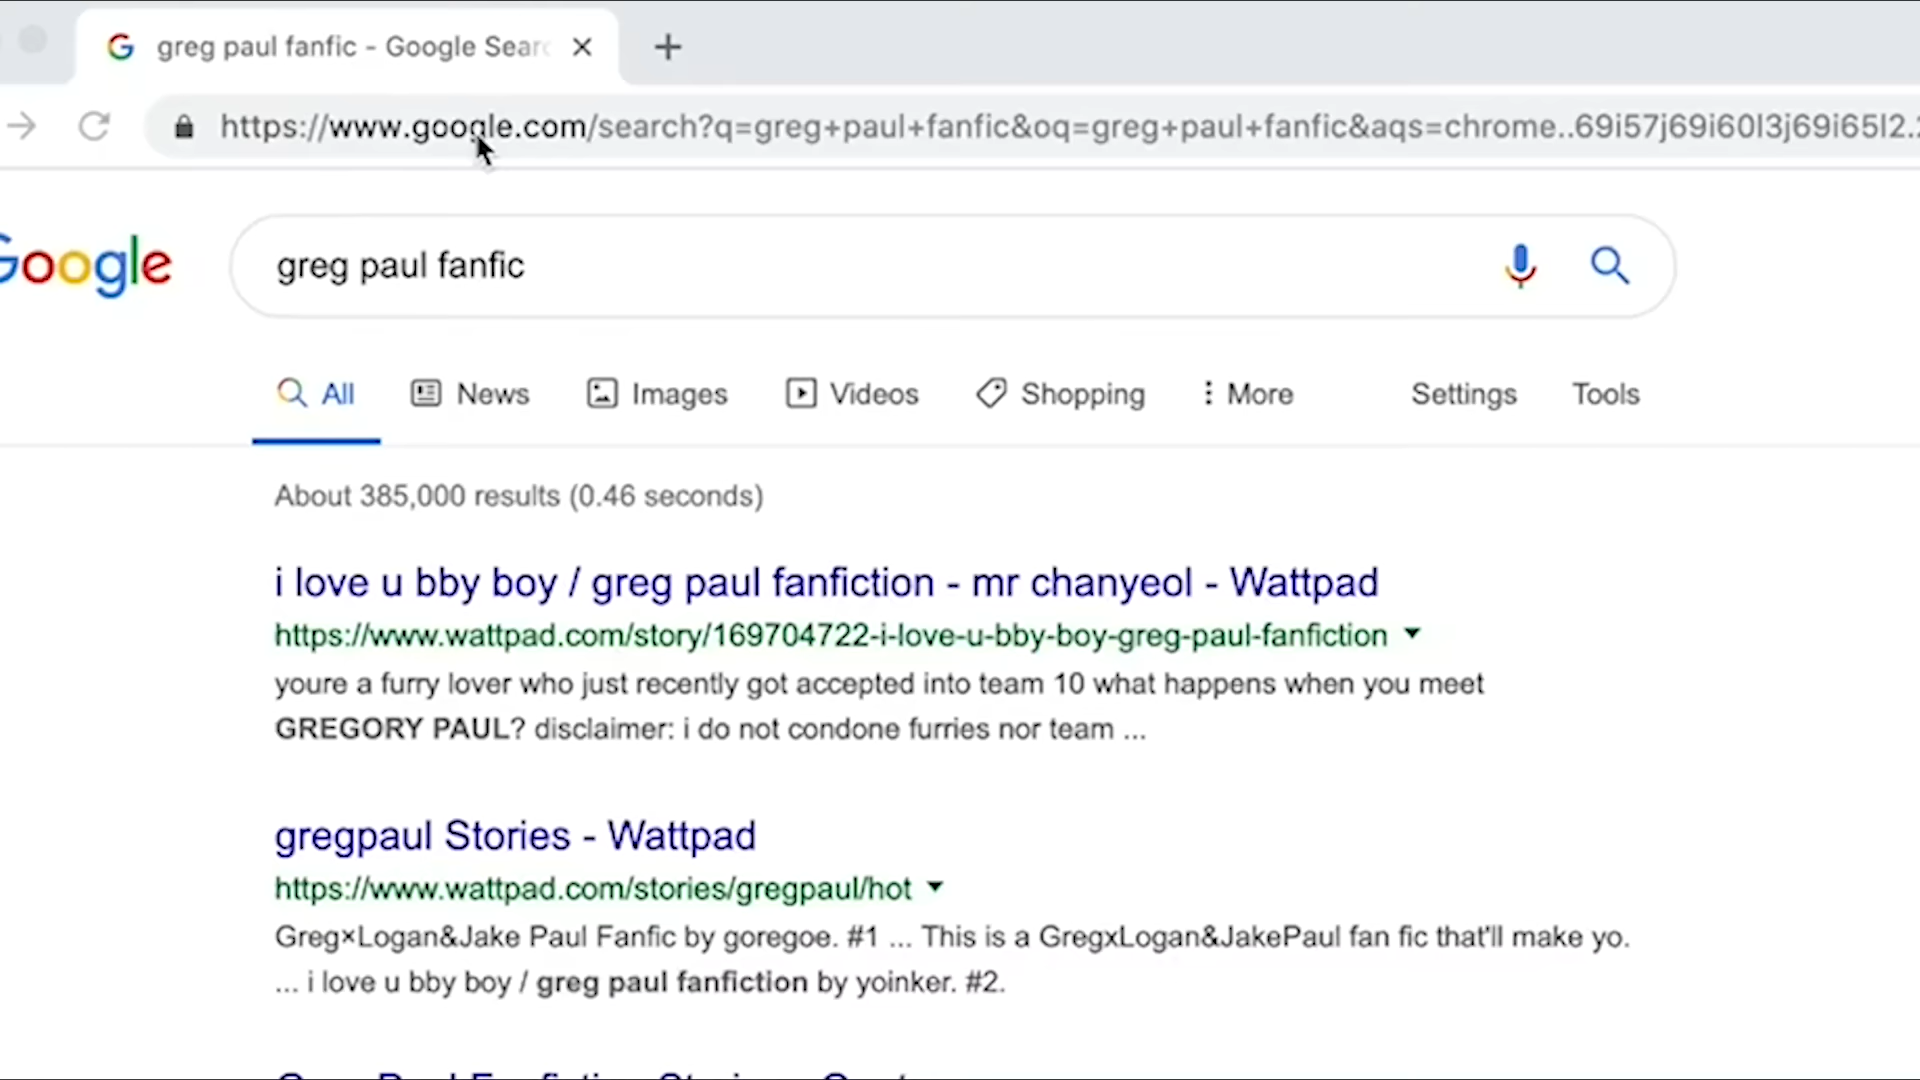 greg paul fanfic - Google Sear
https://www.google.com/search?q=greg+paul+fanfic&oq=greg+paul+fanfic&aqs=chrome..69i57j69i60l3j69i65l2.
Google
greg paul fanfic
All News Images Videos Shopping More Settings Tools
About 385,000 results (0.46 seconds)
i love u bby boy / greg paul fanfiction - mr chanyeol - Wattpad
https://www.wattpad.com/story/169704722-i-love-u-bby-boy-greg-paul-fanfiction
youre a furry lover who just recently got accepted into team 10 what happens when you meet
GREGORY PAUL? disclaimer: i do not condone furries nor team ...
gregpaul Stories - Wattpad
https://www.wattpad.com/stories/gregpaul/hot
Greg×Logan&Jake Paul Fanfic by goregoe. #1 ... This is a GregxLogan&JakePaul fan fic that'll make yo.
... i love u bby boy / greg paul fanfiction by yoinker. #2.